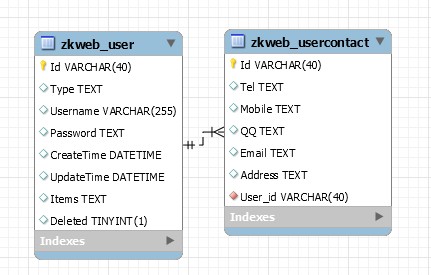 zkweb_user
Id VARCHAR(40)
Type TEXT
Username VARCHAR(255)
Password TEXT
CreateTime DATETIME
UpdateTime DATETIME
Items TEXT
Deleted TINYINT(1)
Indexes
zkweb_usercontact
Id VARCHAR(40)
Tel TEXT
Mobile TEXT
QQ TEXT
Email TEXT
Address TEXT
User_id VARCHAR(40)
Indexes